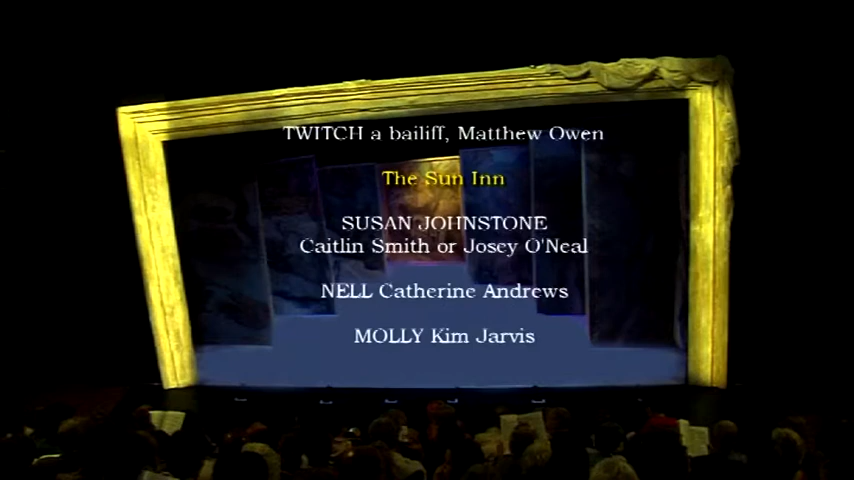 TWITCH a bailiff, Matthew Owen
The Sun Inn
SUSAN JOHNSTONE
Caitlin Smith or Josey O'Neal
NELL Catherine Andrews
MOLLY Kim Jarvis